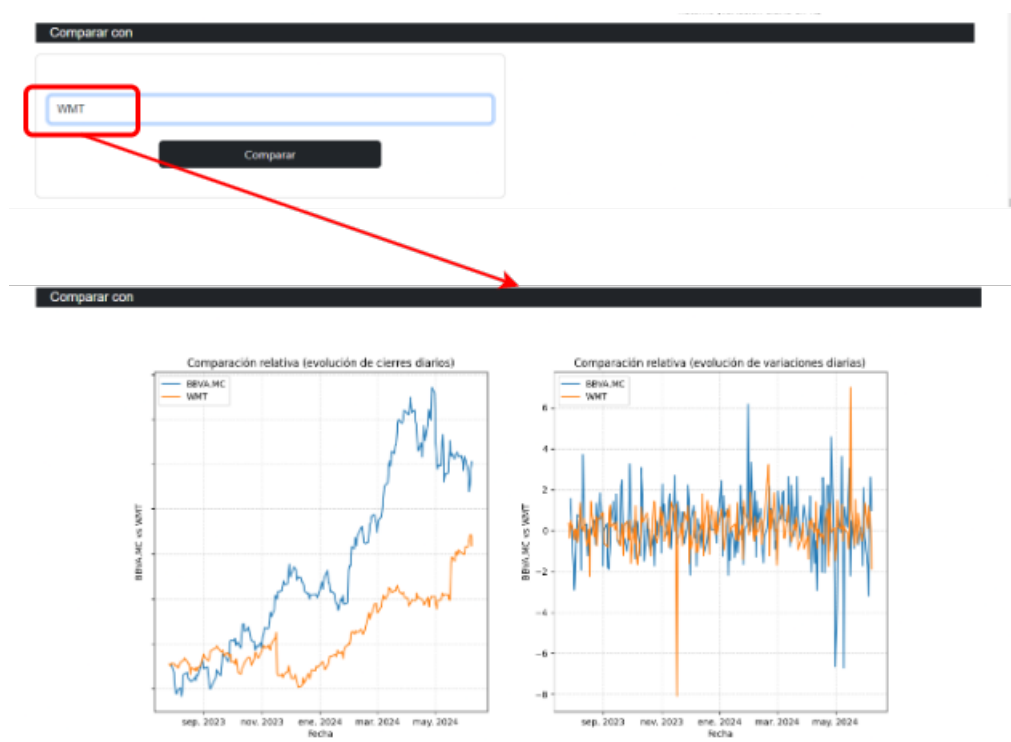 Comparar con
WMT
Comparar
Comparar con
Comparación relativa (evolución de cierres diarios)
BBVA.MC
WMT
BBVA.MC vs WMT
sep. 2023 nov. 2023 ene. 2024 mar. 2024 may. 2024
Fecha
Comparación relativa (evolución de variaciones diarias)
BBVA.MC
WMT
6
4
2
0
−2
−4
−6
−8
BBVA.MC vs WMT
sep. 2023 nov. 2023 ene. 2024 mar. 2024 may. 2024
Fecha